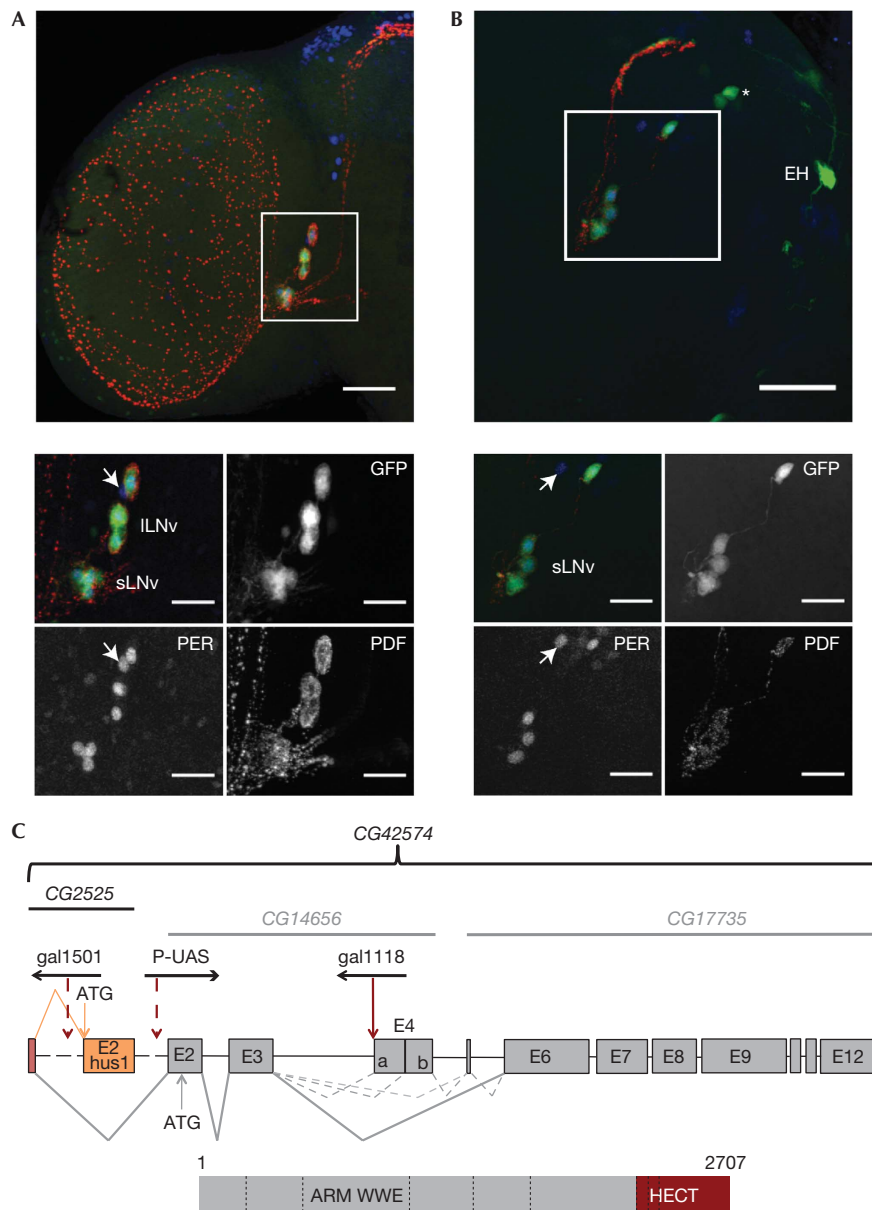 A
B
*
EH
GFP
lLNv
sLNv
PER
PDF
GFP
sLNv
PER
PDF
C
CG42574
CG2525
CG14656
CG17735
gal1501
P-UAS
gal1118
ATG
E4
E2
hus1
E2
E3
a
b
E6
E7
E8
E9
E12
ATG
1
2707
ARM WWE
HECT